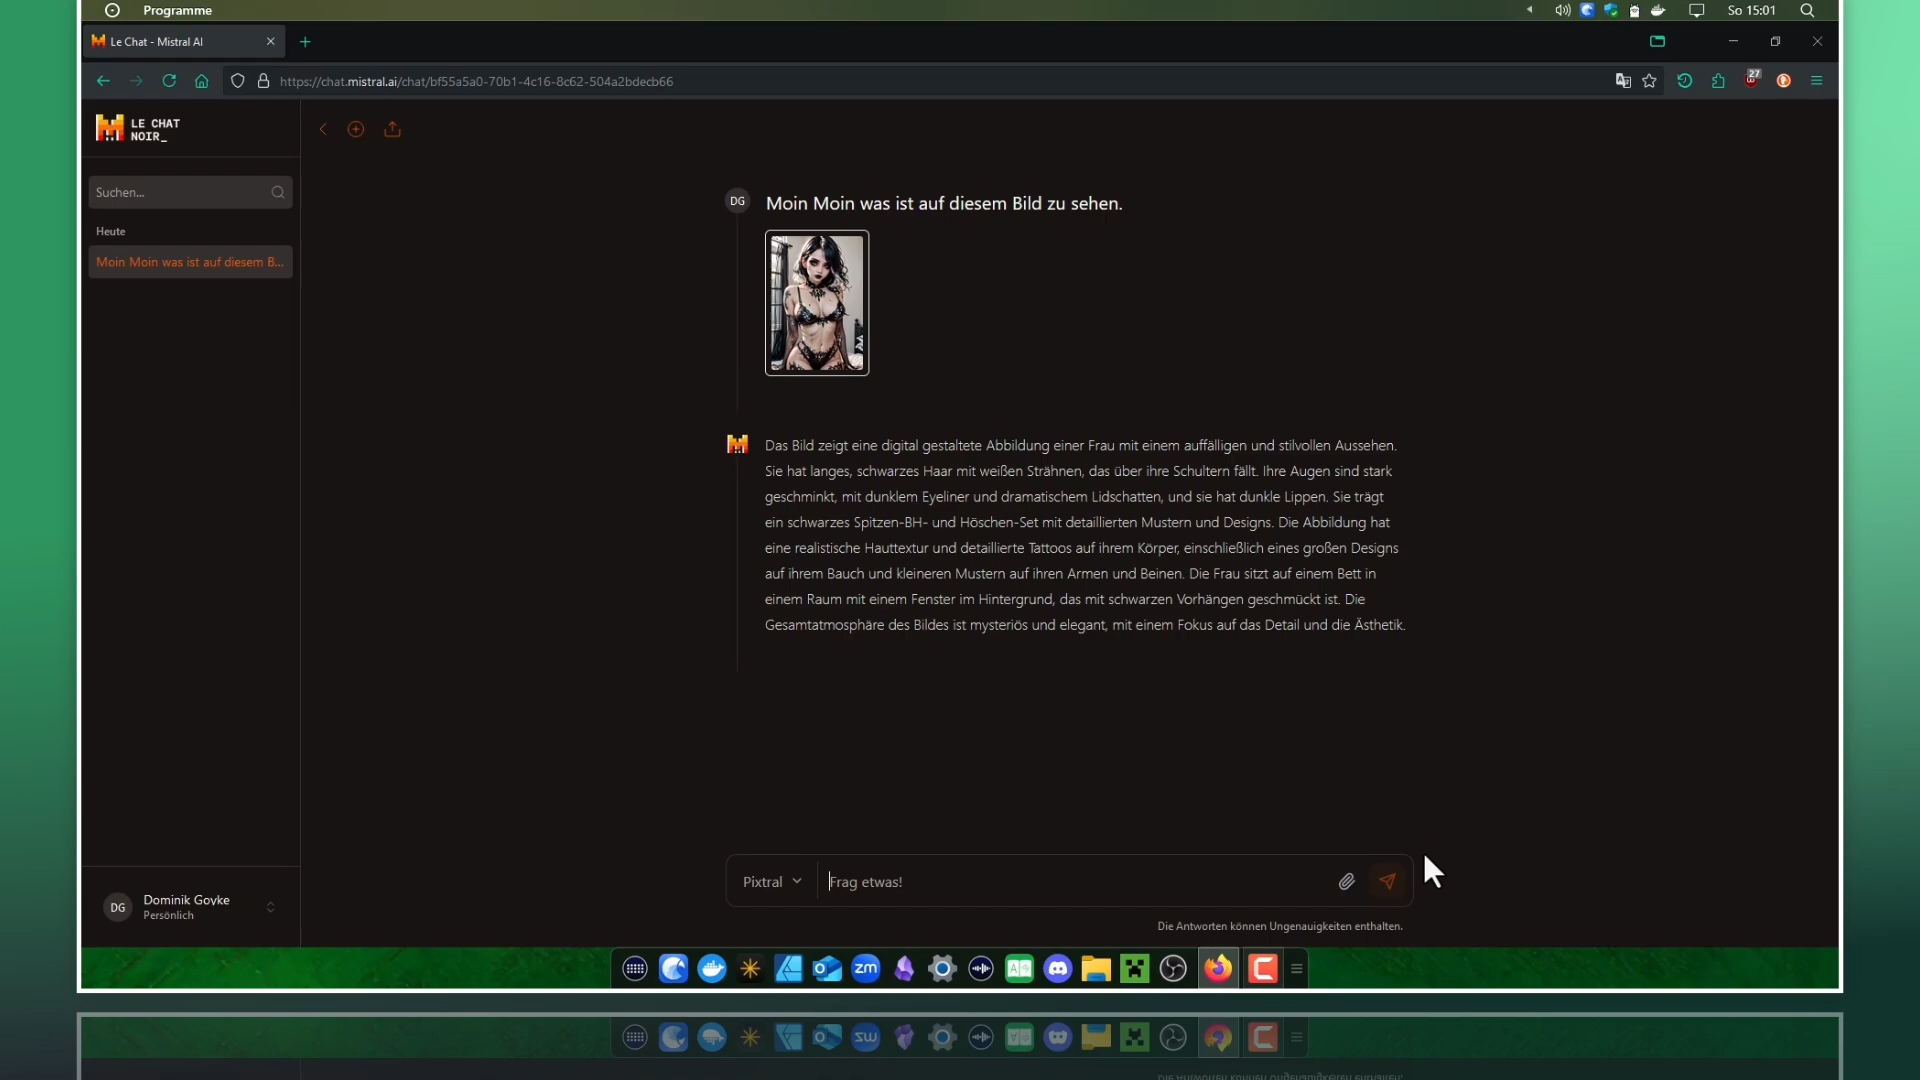 Programme
So 15:01
Le Chat - Mistral AI
https://chat.mistral.ai/chat/bf55a5a0-70b1-4c16-8c62-504a2bdecb66
27
LE CHAT
NOIR_
Suchen...
Heute
Moin Moin was ist auf diesem B...
DG
Moin Moin was ist auf diesem Bild zu sehen.
Das Bild zeigt eine digital gestaltete Abbildung einer Frau mit einem auffälligen und stilvollen Aussehen.
Sie hat langes, schwarzes Haar mit weißen Strähnen, das über ihre Schultern fällt. Ihre Augen sind stark
geschminkt, mit dunklem Eyeliner und dramatischem Lidschatten, und sie hat dunkle Lippen. Sie trägt
ein schwarzes Spitzen-BH- und Höschen-Set mit detaillierten Mustern und Designs. Die Abbildung hat
eine realistische Hauttextur und detaillierte Tattoos auf ihrem Körper, einschließlich eines großen Designs
auf ihrem Bauch und kleineren Mustern auf ihren Armen und Beinen. Die Frau sitzt auf einem Bett in
einem Raum mit einem Fenster im Hintergrund, das mit schwarzen Vorhängen geschmückt ist. Die
Gesamtatmosphäre des Bildes ist mysteriös und elegant, mit einem Fokus auf das Detail und die Ästhetik.
Pixtral
Frag etwas!
Die Antworten können Ungenauigkeiten enthalten.
DG
Dominik Goyke
Persönlich
zm